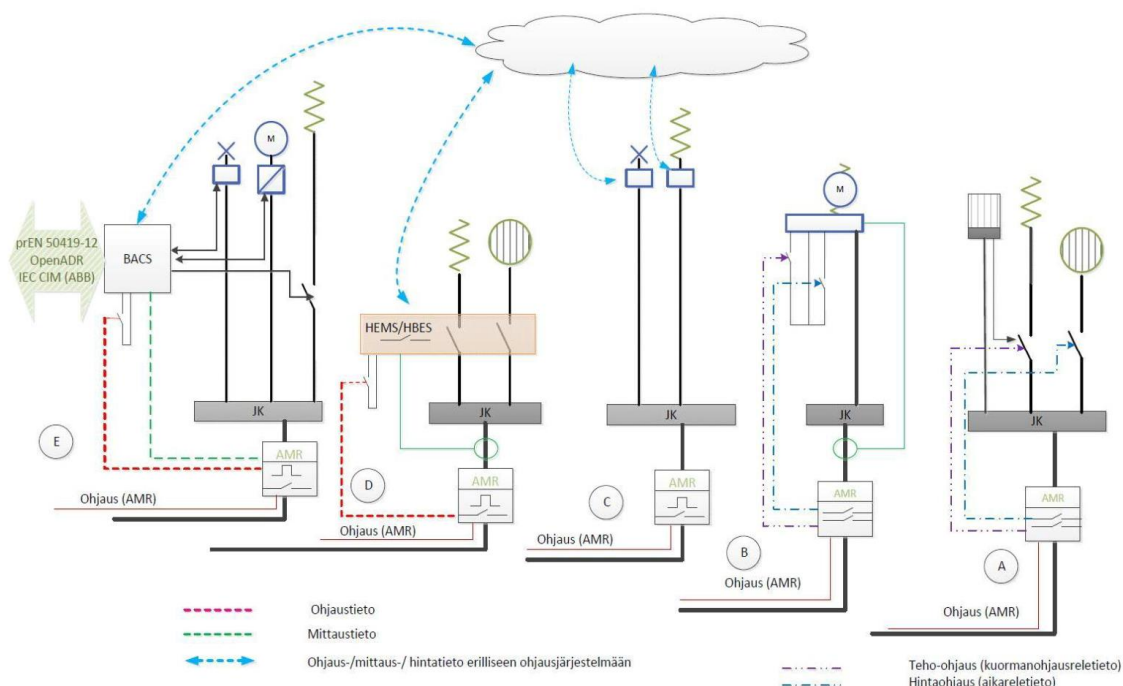 M
prEN 50419-12
OpenADR
IEC CIM (ABB)
BACS
HEMS/HBES
M
JK
JK
JK
JK
JK
E
AMR
D
AMR
C
AMR
B
AMR
A
AMR
Ohjaus (AMR)
Ohjaus (AMR)
Ohjaus (AMR)
Ohjaus (AMR)
Ohjaus (AMR)
Ohjaustieto
Mittaustieto
Ohjaus-/mittaus-/ hintatieto erilliseen ohjausjärjestelmään
Teho-ohjaus (kuormanohjausreletieto)
Hintaohjaus (aikareletieto)